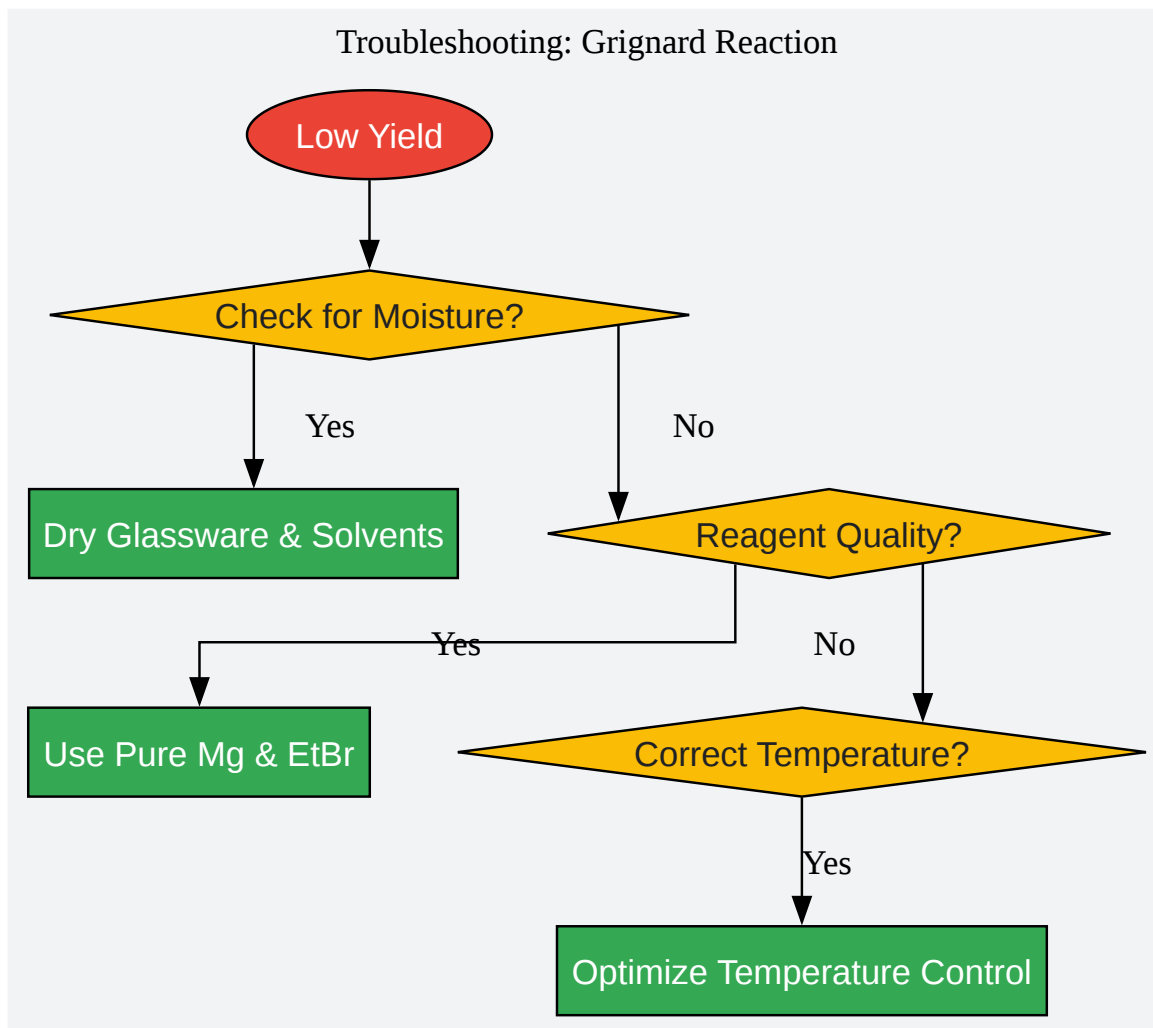 Troubleshooting: Grignard Reaction
Low Yield
Check for Moisture?
Yes
No
Dry Glassware & Solvents
Reagent Quality?
Yes
No
Use Pure Mg & EtBr
Correct Temperature?
Yes
Optimize Temperature Control